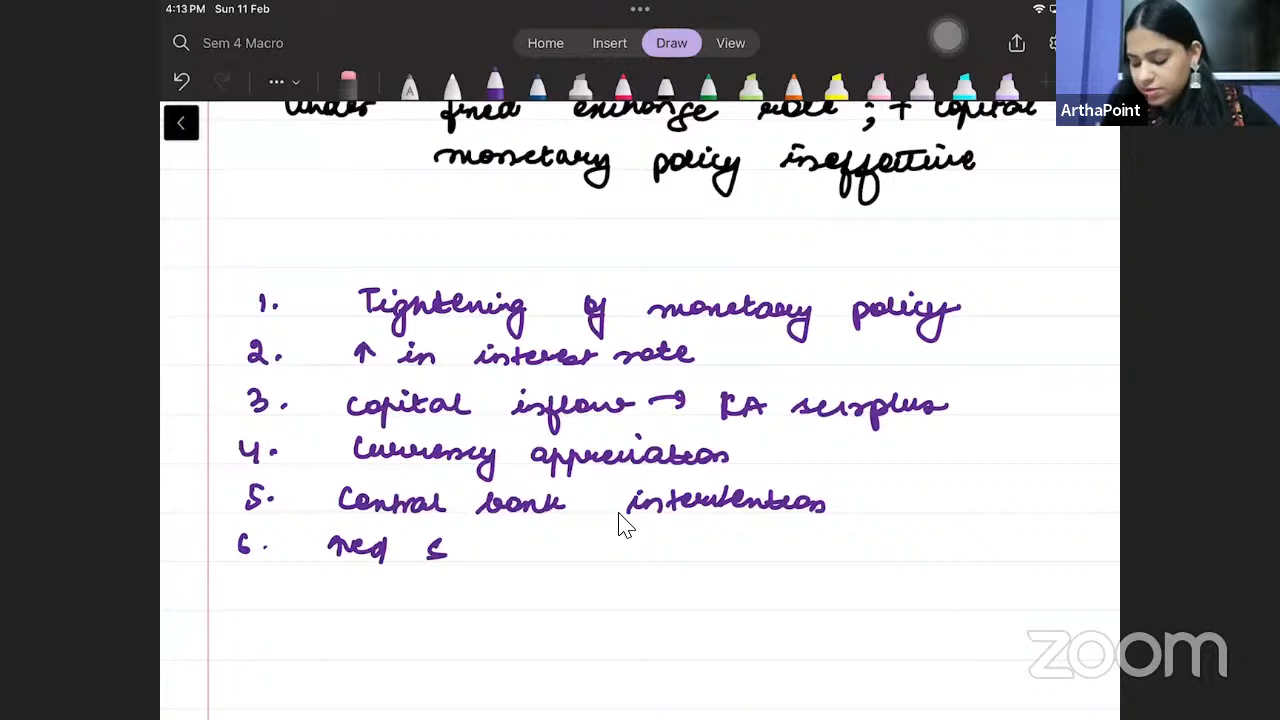 4:13 PM Sun 11 Feb
Sem 4 Macro
Home Insert Draw View
ArthaPoint
under fixed exchange rate ; + capital
monetary policy ineffective
1. Tightening of monetary policy
2. ↑ in interest rate
3. Capital inflow → KA surplus
4. Currency appreciation
5. Central bank intervention
6.
zoom